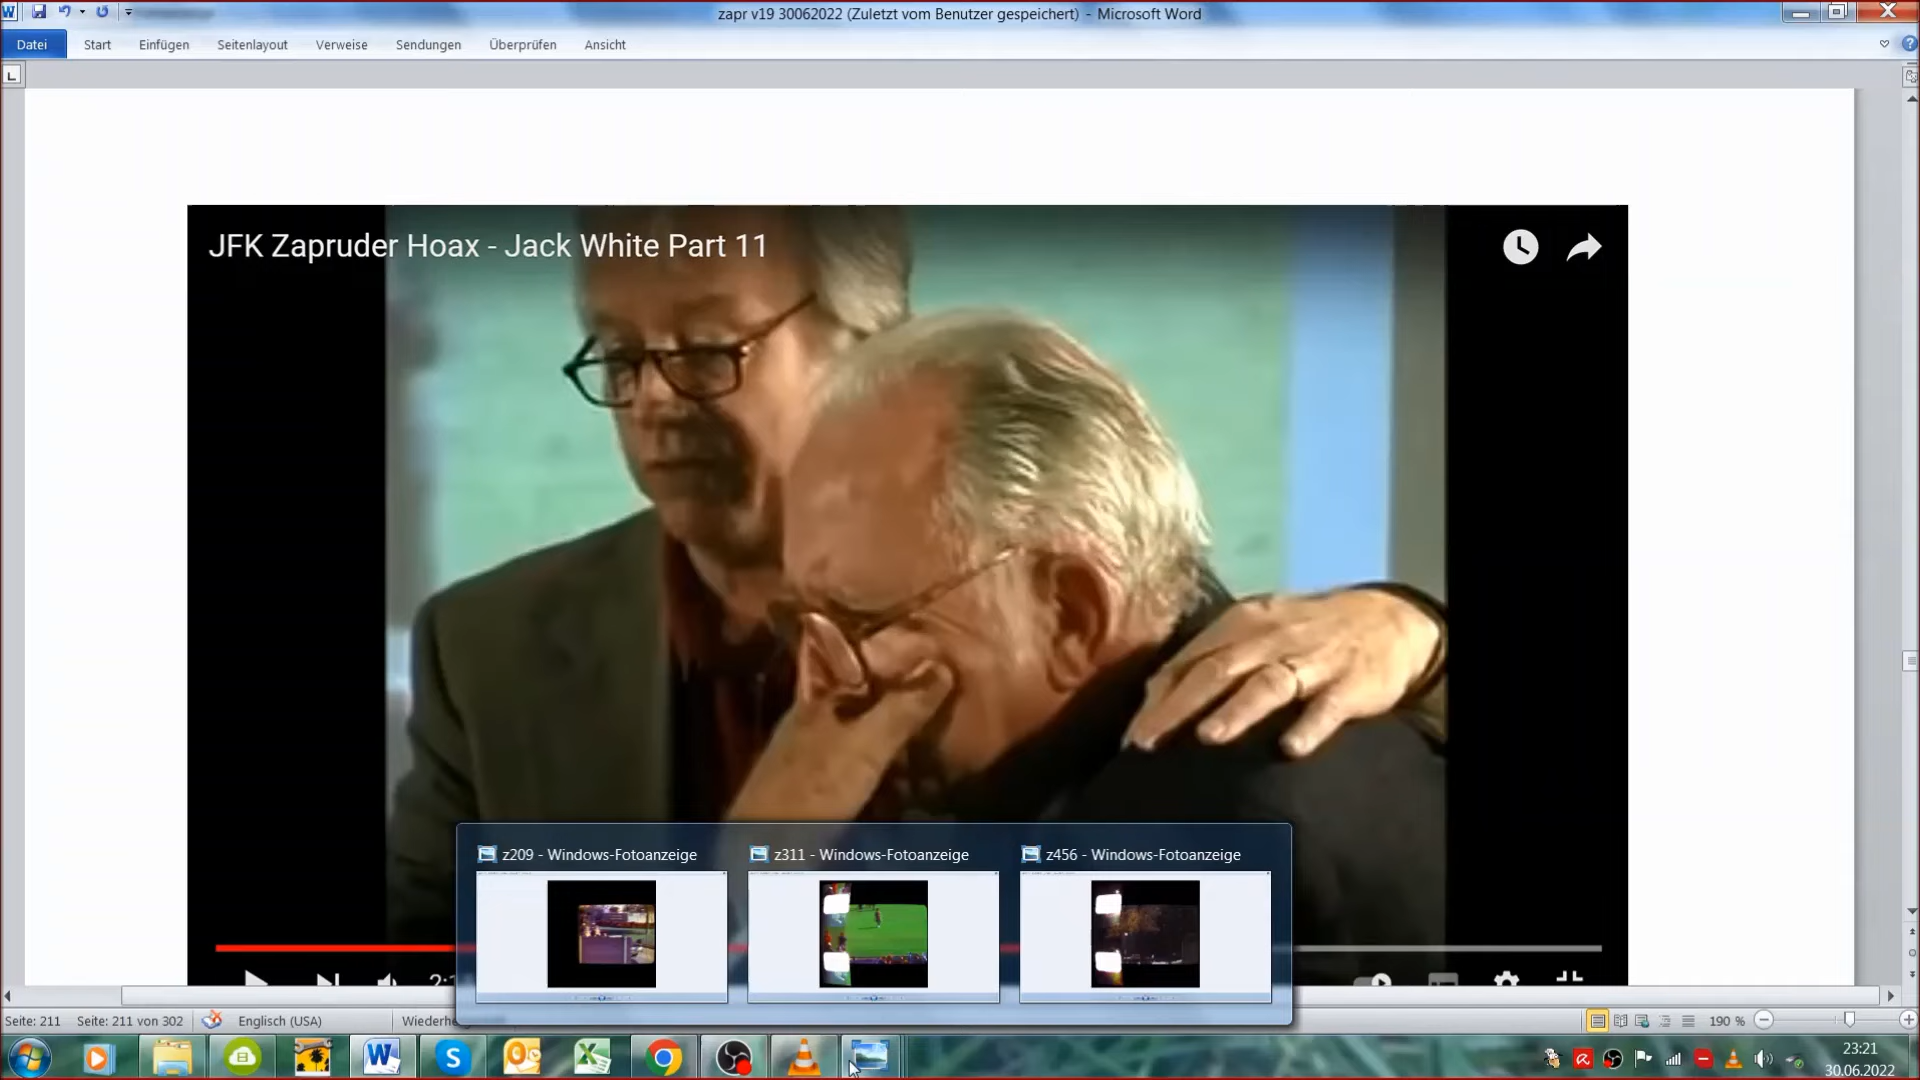 zapr v19 30062022 (Zuletzt vom Benutzer gespeichert) - Microsoft Word
Datei Start Einfügen Seitenlayout Verweise Sendungen Überprüfen Ansicht
JFK Zapruder Hoax - Jack White Part 11
z209 - Windows-Fotoanzeige z311 - Windows-Fotoanzeige z456 - Windows-Fotoanzeige
Seite: 211 Seite: 211 von 302 Englisch (USA) 190 %
23:21
30.06.2022